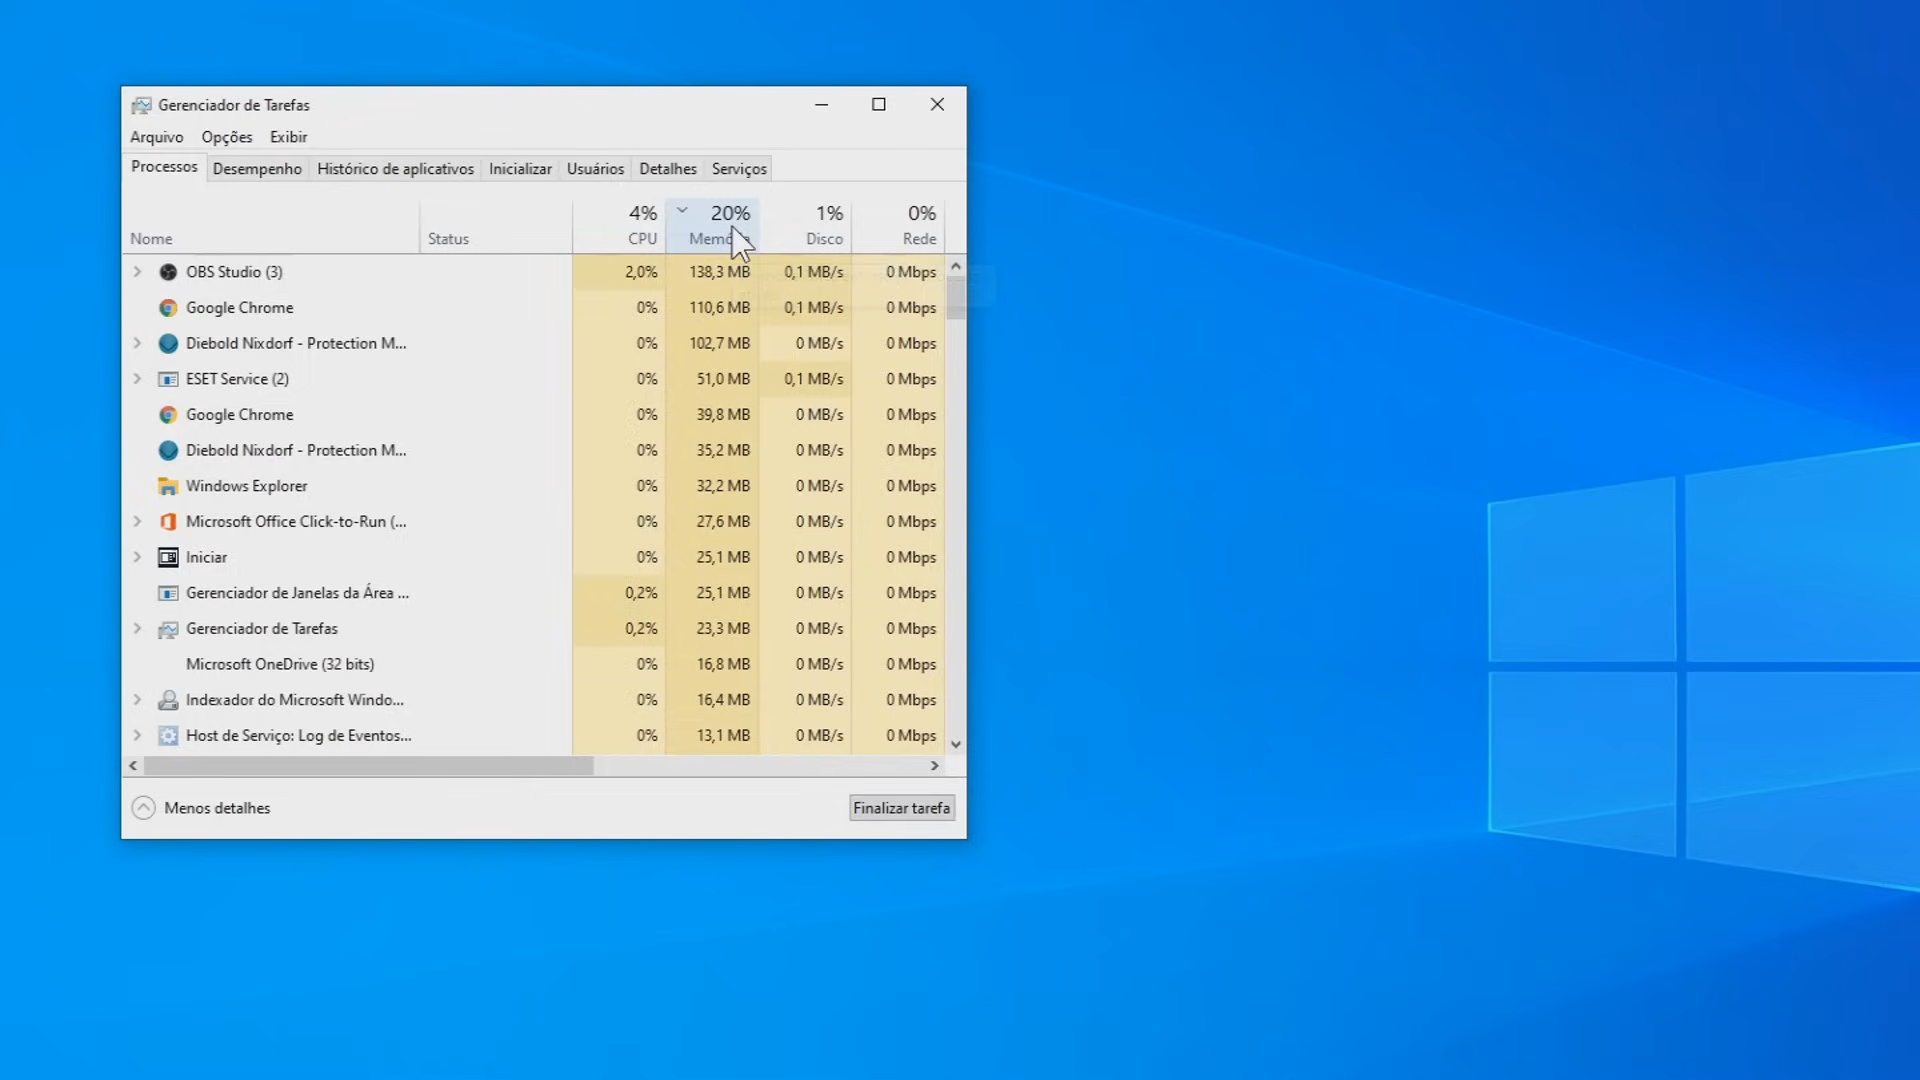 Gerenciador de Tarefas
Arquivo Opções Exibir
Processos Desempenho Histórico de aplicativos Inicializar Usuários Detalhes Serviços
4% 20% 1% 0%
Nome Status CPU Disco Rede
OBS Studio (3) 2,0% 138,3 MB 0,1 MB/s 0 Mbps
Google Chrome 0% 110,6 MB 0,1 MB/s 0 Mbps
Diebold Nixdorf - Protection M... 0% 102,7 MB 0 MB/s 0 Mbps
ESET Service (2) 0% 51,0 MB 0,1 MB/s 0 Mbps
Google Chrome 0% 39,8 MB 0 MB/s 0 Mbps
Diebold Nixdorf - Protection M... 0% 35,2 MB 0 MB/s 0 Mbps
Windows Explorer 0% 32,2 MB 0 MB/s 0 Mbps
Microsoft Office Click-to-Run (... 0% 27,6 MB 0 MB/s 0 Mbps
Iniciar 0% 25,1 MB 0 MB/s 0 Mbps
Gerenciador de Janelas da Área ... 0,2% 25,1 MB 0 MB/s 0 Mbps
Gerenciador de Tarefas 0,2% 23,3 MB 0 MB/s 0 Mbps
Microsoft OneDrive (32 bits) 0% 16,8 MB 0 MB/s 0 Mbps
Indexador do Microsoft Windo... 0% 16,4 MB 0 MB/s 0 Mbps
Host de Serviço: Log de Eventos... 0% 13,1 MB 0 MB/s 0 Mbps
Menos detalhes Finalizar tarefa